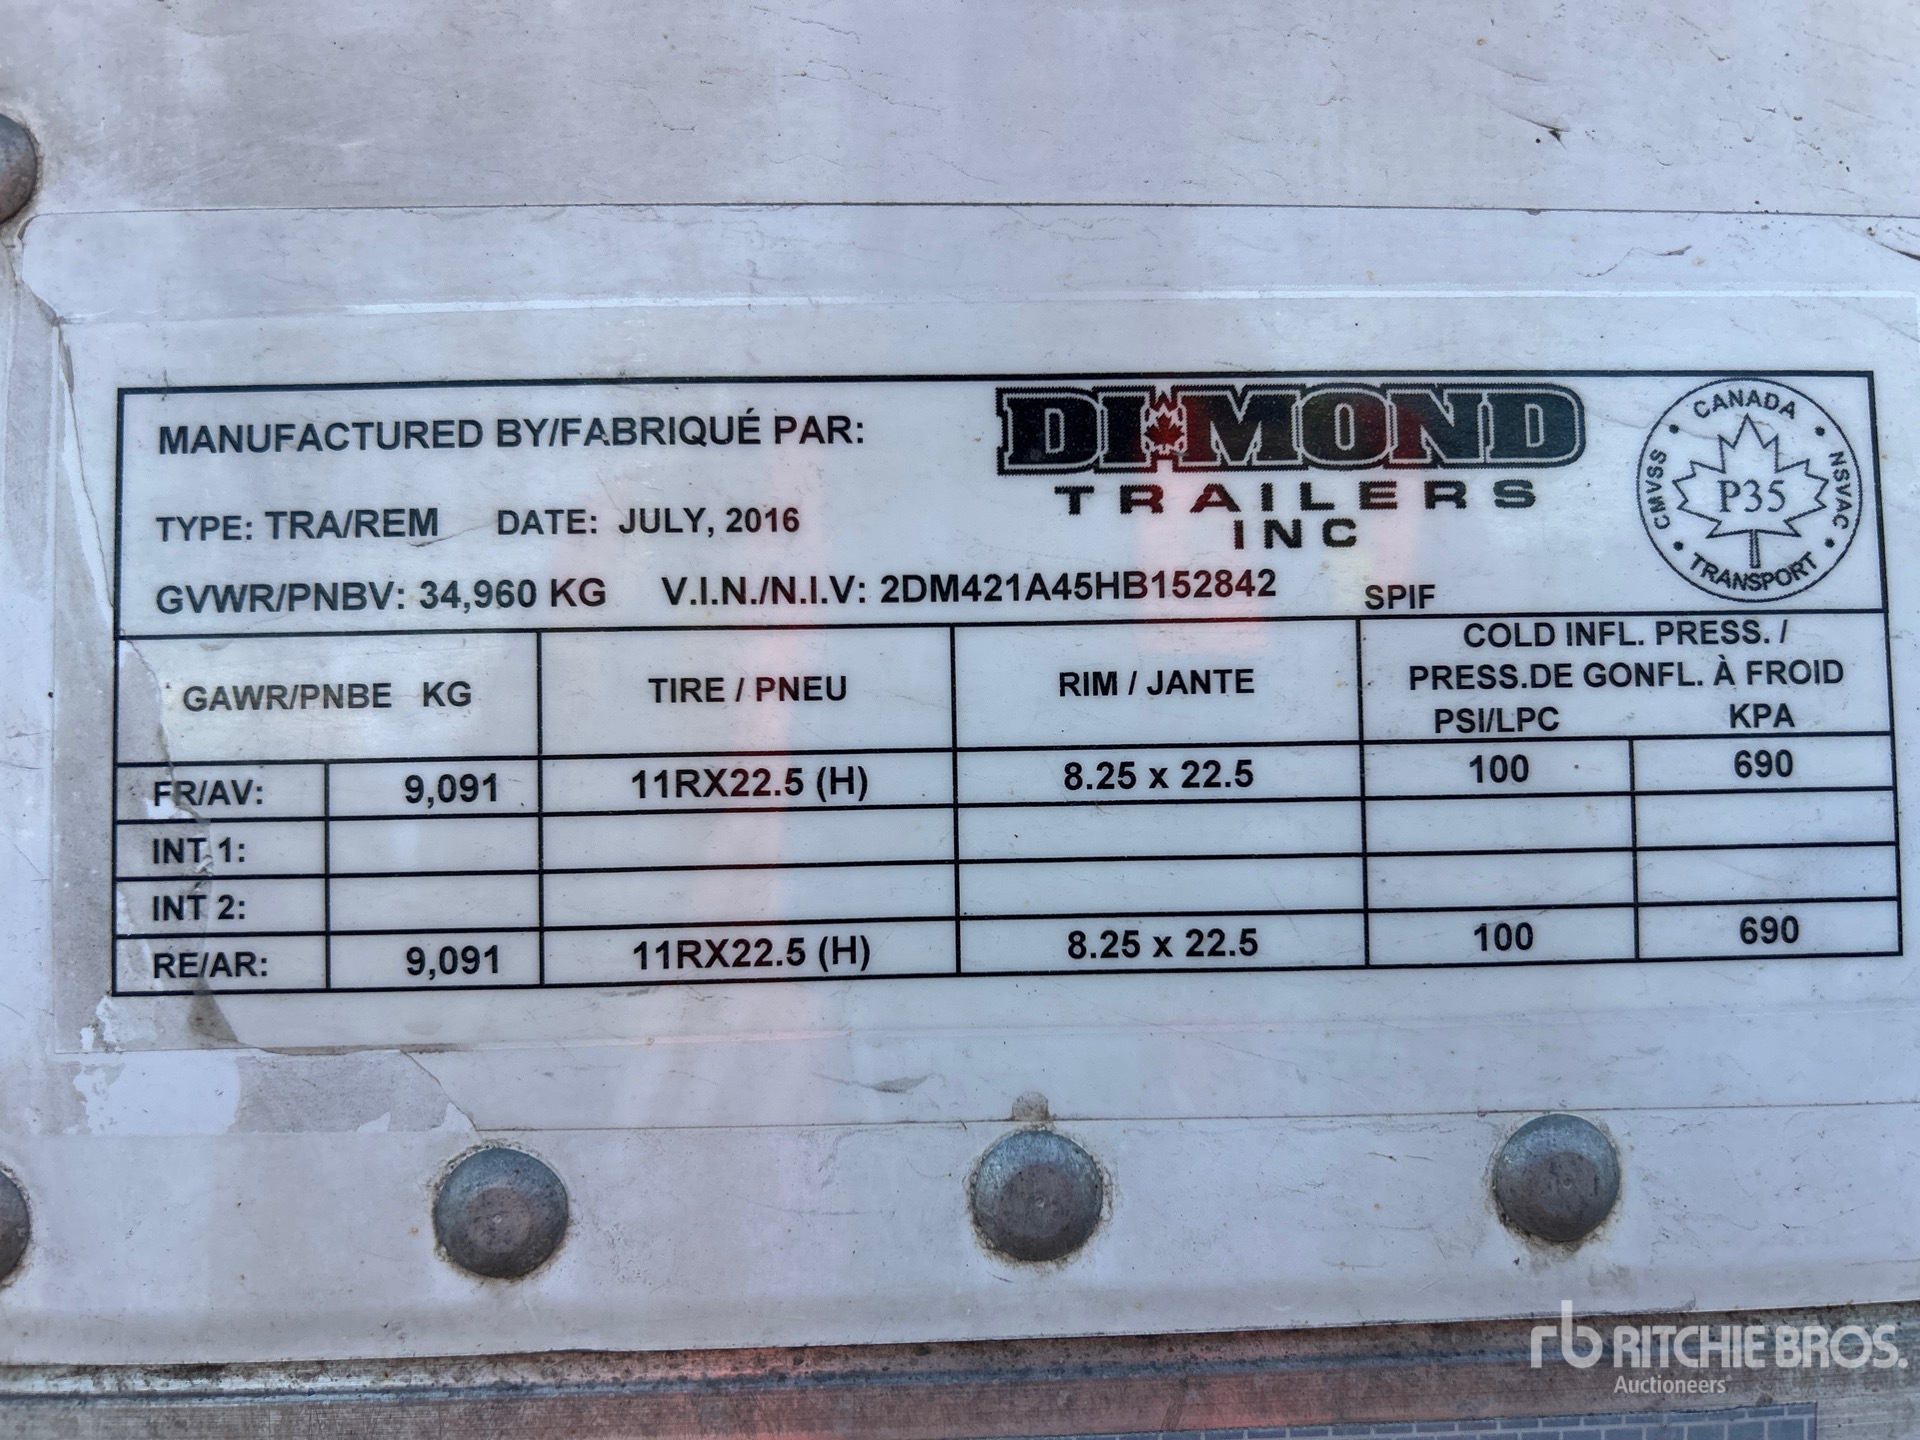 MANUFACTURED BY/FABRIQUÉ PAR:
DI-MOND
TRAILERS
INC
CANADA
CMVSS
NSVAC
P35
TRANSPORT
TYPE: TRA/REM DATE: JULY, 2016
GVWR/PNBV: 34,960 KG V.I.N./N.I.V: 2DM421A45HB152842 SPIF
GAWR/PNBE KG TIRE / PNEU RIM / JANTE COLD INFL. PRESS. /
PRESS.DE GONFL. À FROID
PSI/LPC KPA
FR/AV: 9,091 11RX22.5 (H) 8.25 x 22.5 100 690
INT 1:
INT 2:
RE/AR: 9,091 11RX22.5 (H) 8.25 x 22.5 100 690
rb RITCHIE BROS.
Auctioneers